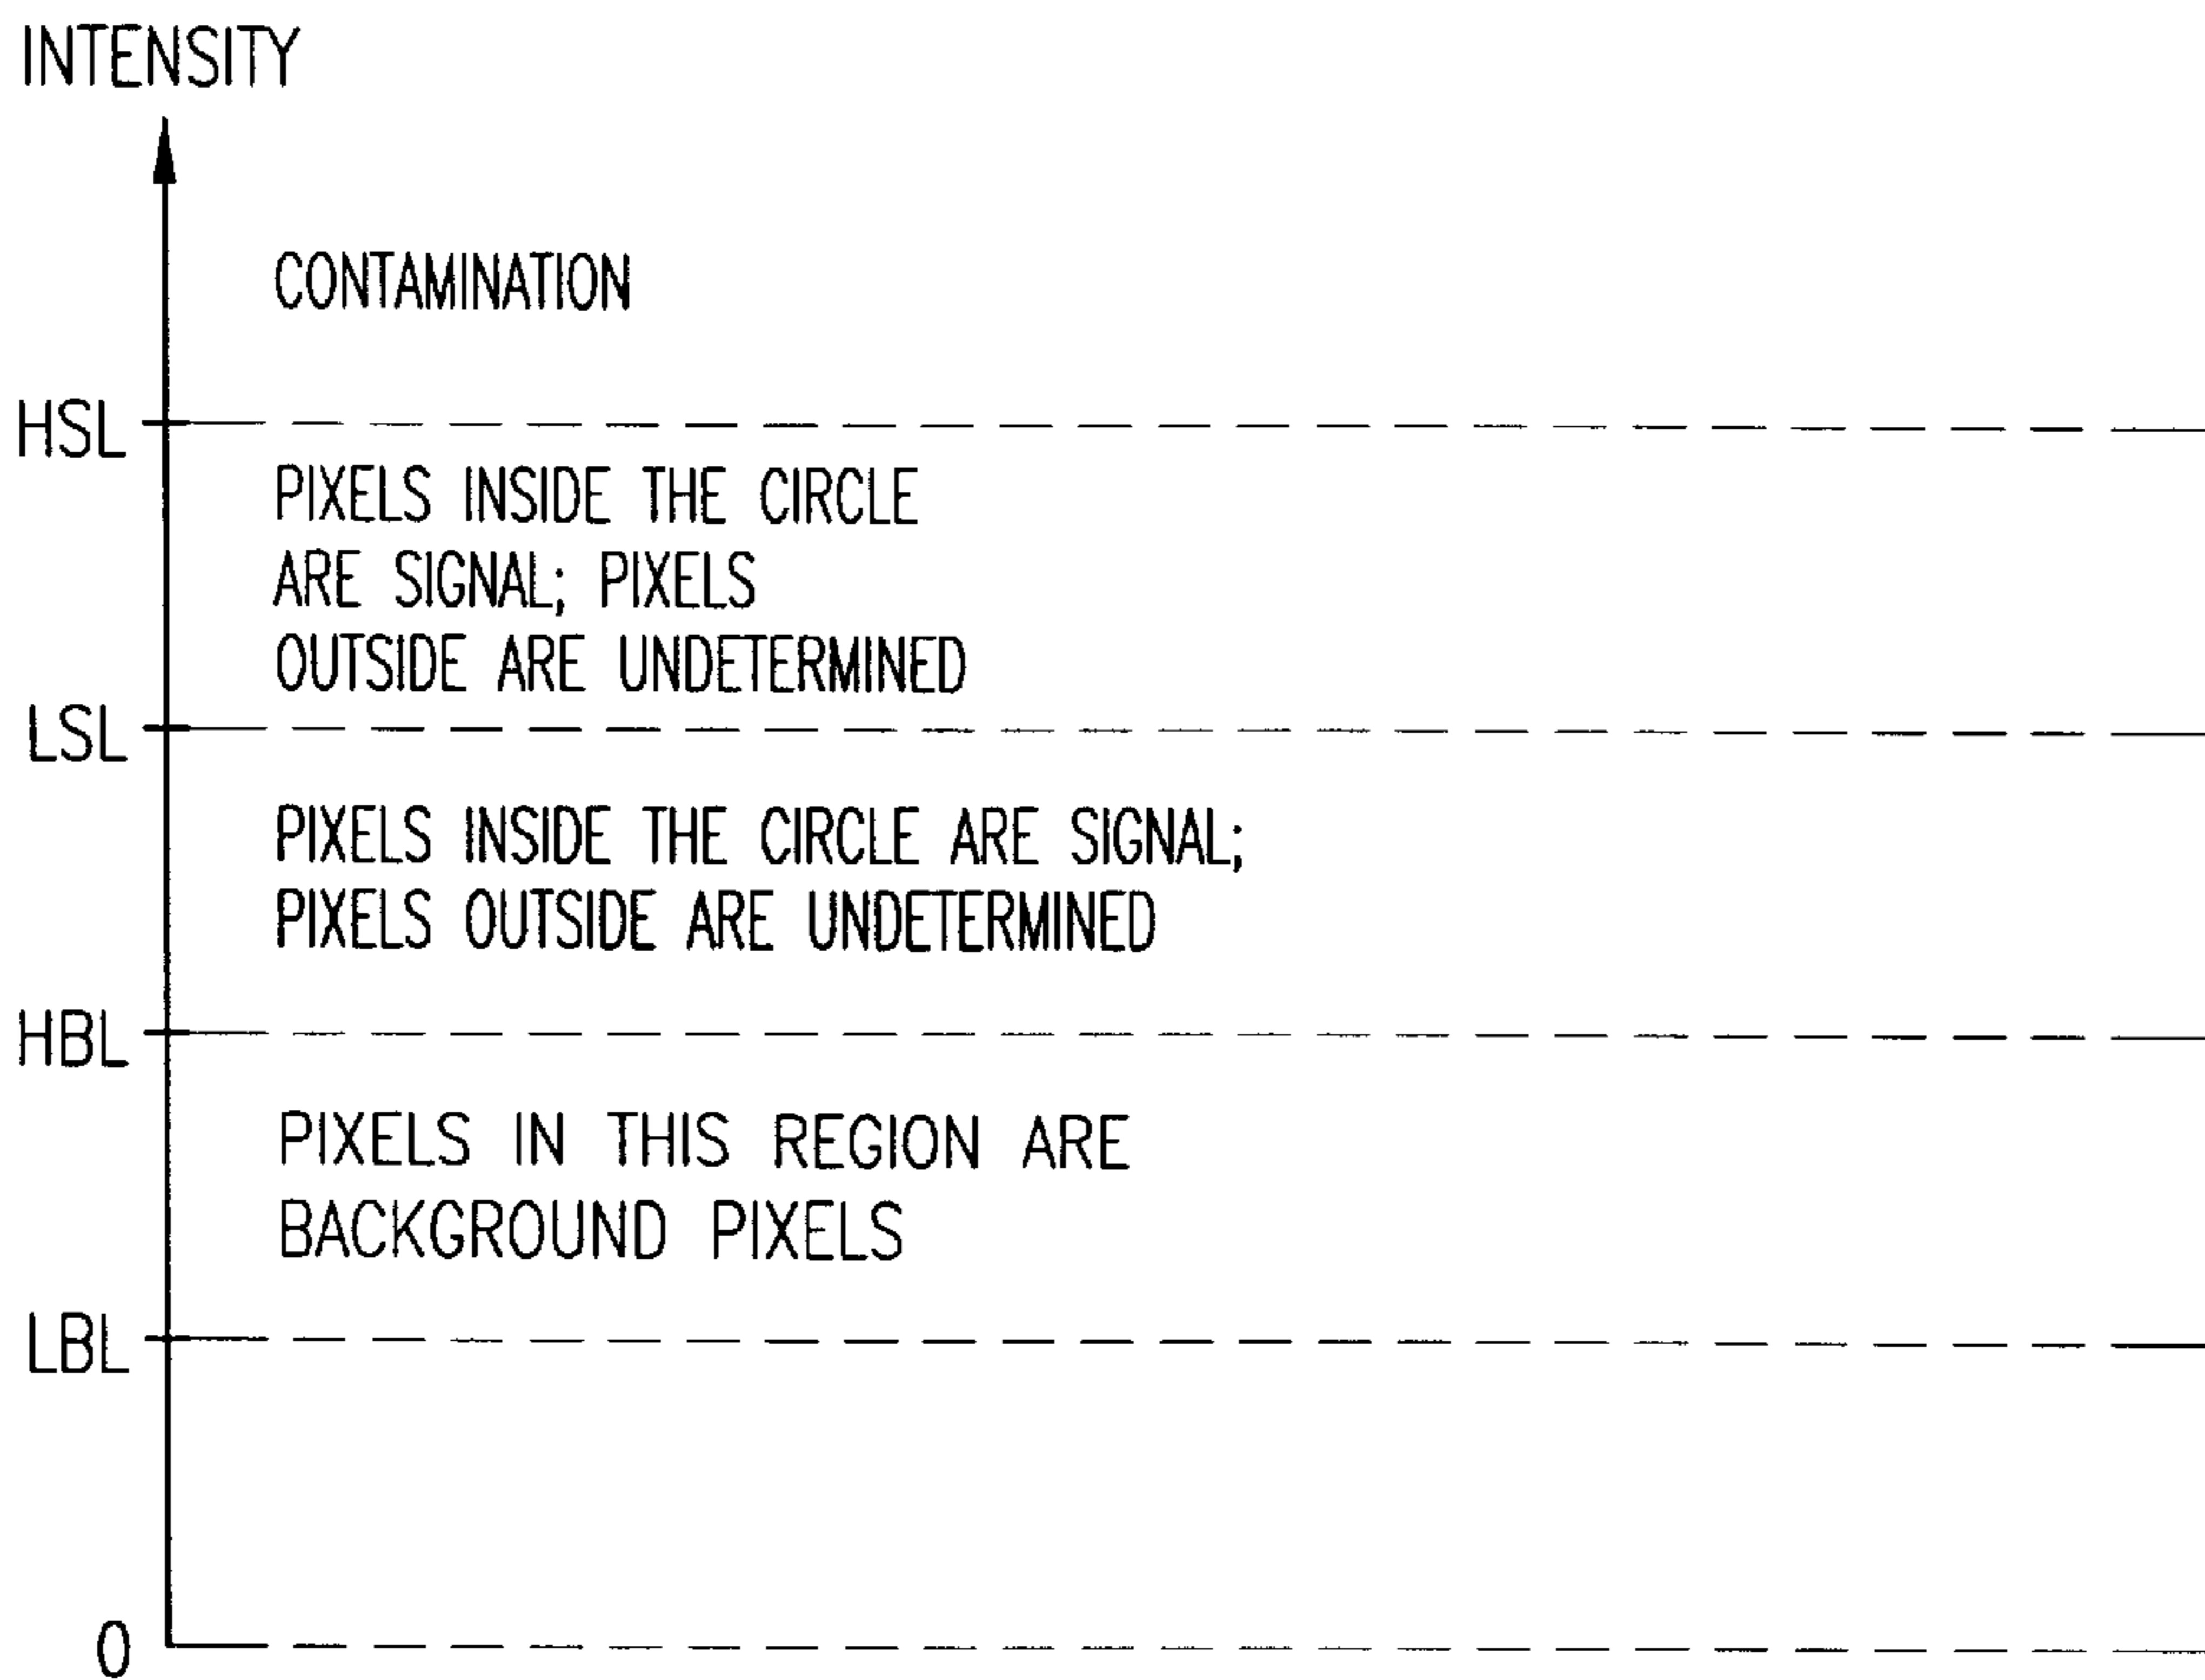 INTENSITY
CONTAMINATION
HSL
PIXELS INSIDE THE CIRCLE
ARE SIGNAL; PIXELS
OUTSIDE ARE UNDETERMINED
LSL
PIXELS INSIDE THE CIRCLE ARE SIGNAL;
PIXELS OUTSIDE ARE UNDETERMINED
HBL
PIXELS IN THIS REGION ARE
BACKGROUND PIXELS
LBL
0